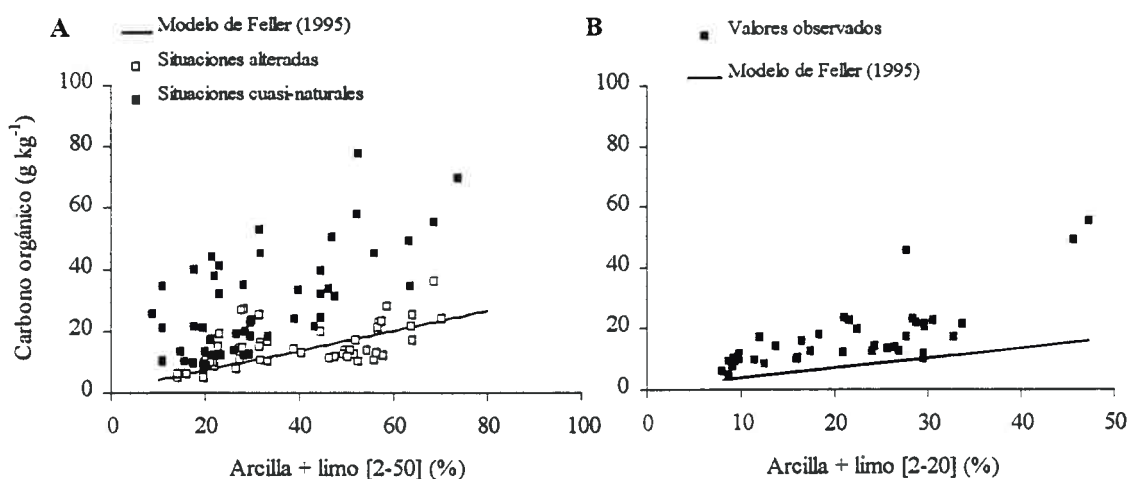 A
Modelo de Feller (1995)
Situaciones alteradas
Situaciones cuasi-naturales
Carbono orgánico (g kg⁻¹)
100
80
60
40
20
0
0 20 40 60 80 100
Arcilla + limo [2-50] (%)
B
Valores observados
Modelo de Feller (1995)
100
80
60
40
20
0
0 10 20 30 40 50
Arcilla + limo [2-20] (%)